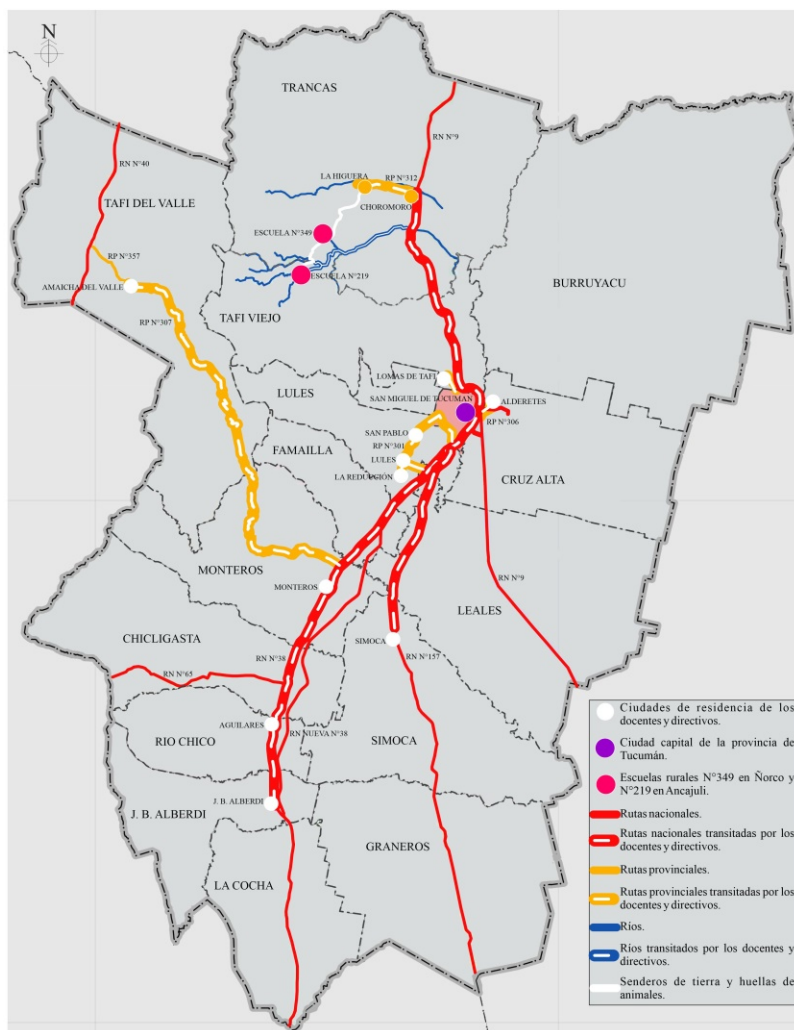 N
TRANCAS
RN N°9
RN N°40
LA HIGUERA
RP N°312
TAFI DEL VALLE
CHOROMORO
ESCUELA N°349
RP N°357
ESCUELA N°219
AMAICHA DEL VALLE
BURRUYACU
RP N°307
TAFI VIEJO
LOMAS DE TAFI
LULES
SAN MIGUEL DE TUCUMAN
ALDERETES
RP N°306
SAN PABLO
RP N°301
FAMAILLA
LULES
LA REDUCCIÓN
CRUZ ALTA
RN N°9
MONTEROS
MONTEROS
LEALES
CHICLIGASTA
SIMOCA
RN N°38
RN N°157
RN N°65
AGUILARES
RN NUEVA N°38
RIO CHICO
SIMOCA
J. B. ALBERDI
J. B. ALBERDI
GRANEROS
LA COCHA
Ciudades de residencia de los
docentes y directivos.
Ciudad capital de la provincia de
Tucumán.
Escuelas rurales N°349 en Ñorco y
N°219 en Ancajuli.
Rutas nacionales.
Rutas nacionales transitadas por los
docentes y directivos.
Rutas provinciales.
Rutas provinciales transitadas por los
docentes y directivos.
Ríos.
Ríos transitados por los docentes y
directivos.
Senderos de tierra y huellas de
animales.